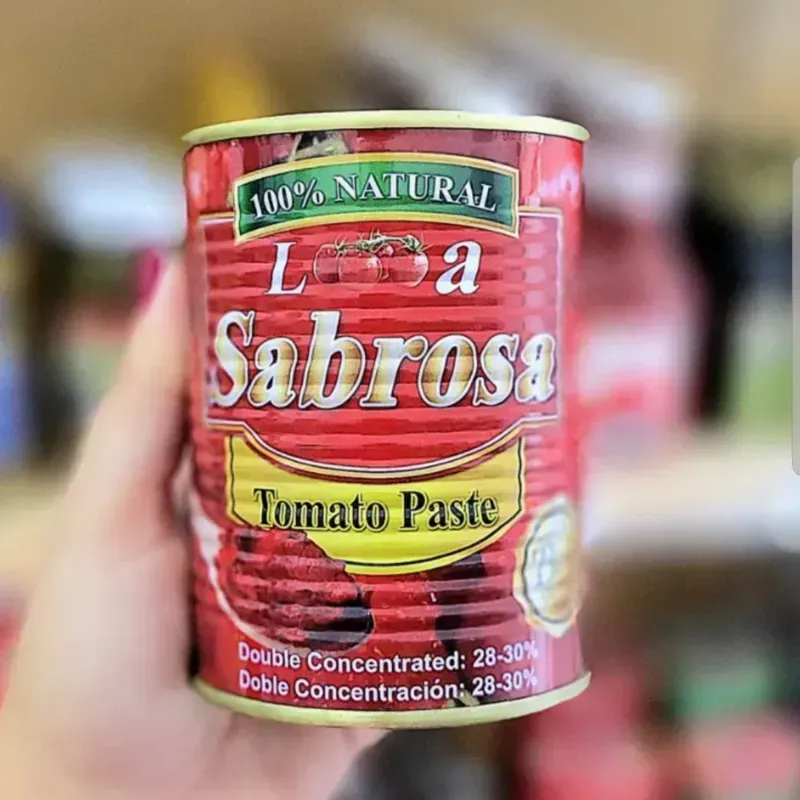 100% NATURAL
La
Sabrosa
Tomato Paste
Double Concentrated: 28-30%
Doble Concentración: 28-30%